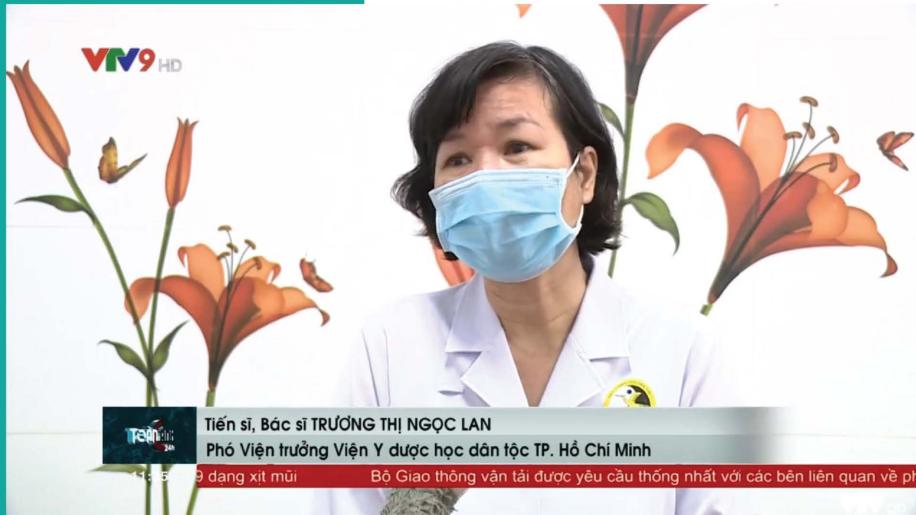 VTV9 HD
Tiến sĩ, Bác sĩ TRƯƠNG THỊ NGỌC LAN
Phó Viện trưởng Viện Y dược học dân tộc TP. Hồ Chí Minh
24h
9 dạng xịt mũi Bộ Giao thông vận tải được yêu cầu thống nhất với các bên liên quan về